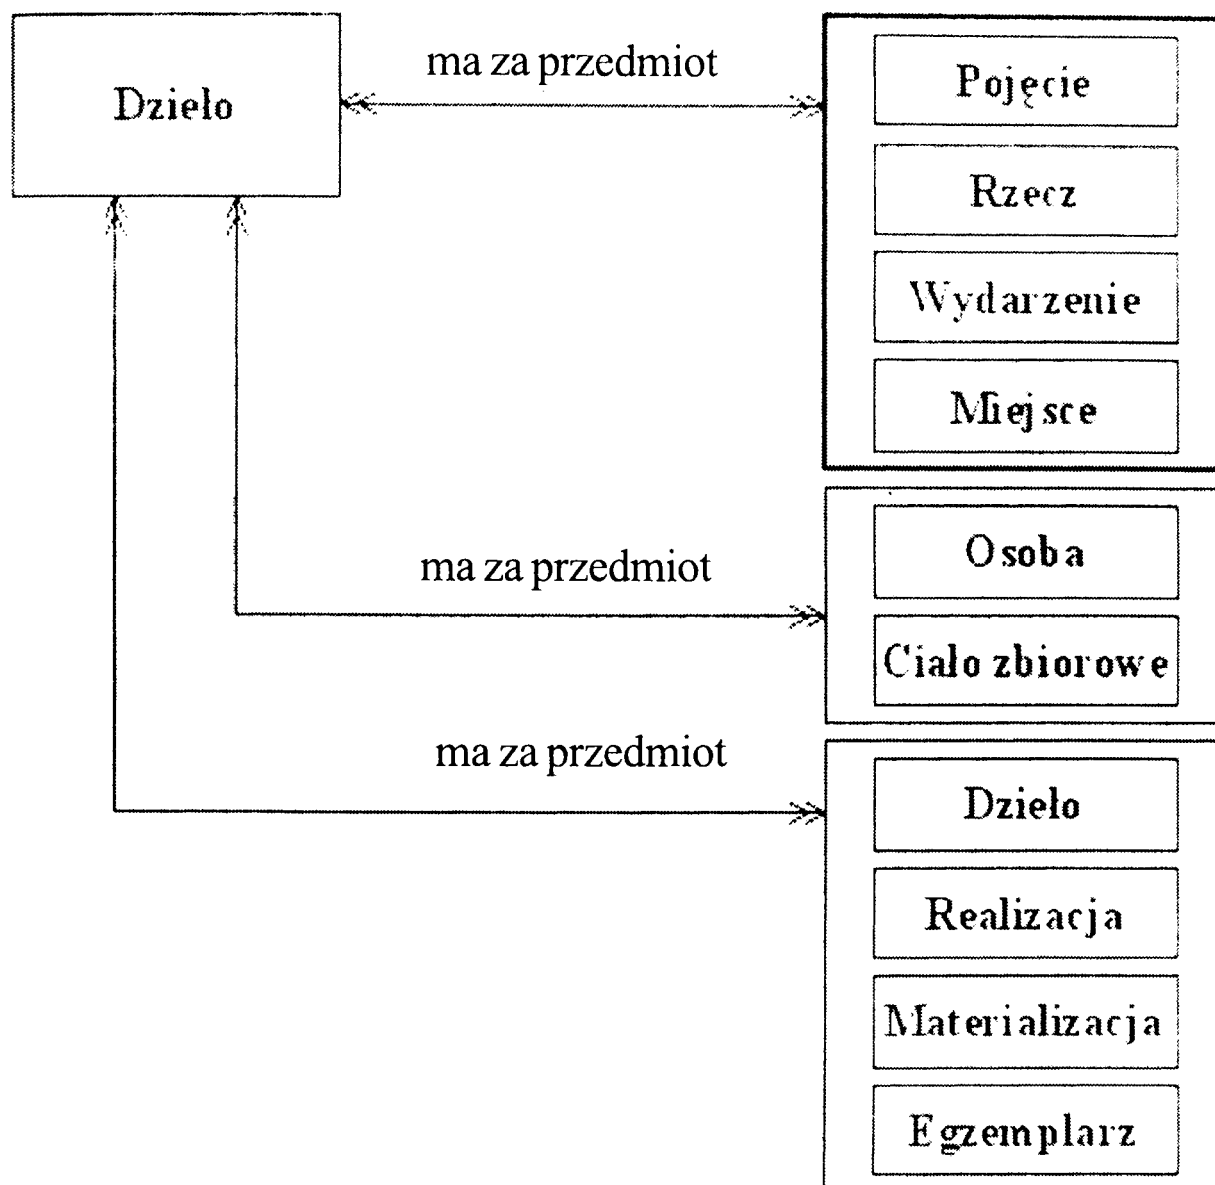 Dzieło
ma za przedmiot
Pojęcie
Rzecz
Wydarzenie
Miejsce
ma za przedmiot
Osoba
Ciało zbiorowe
ma za przedmiot
Dzieło
Realizacja
Materializacja
Egzemplarz